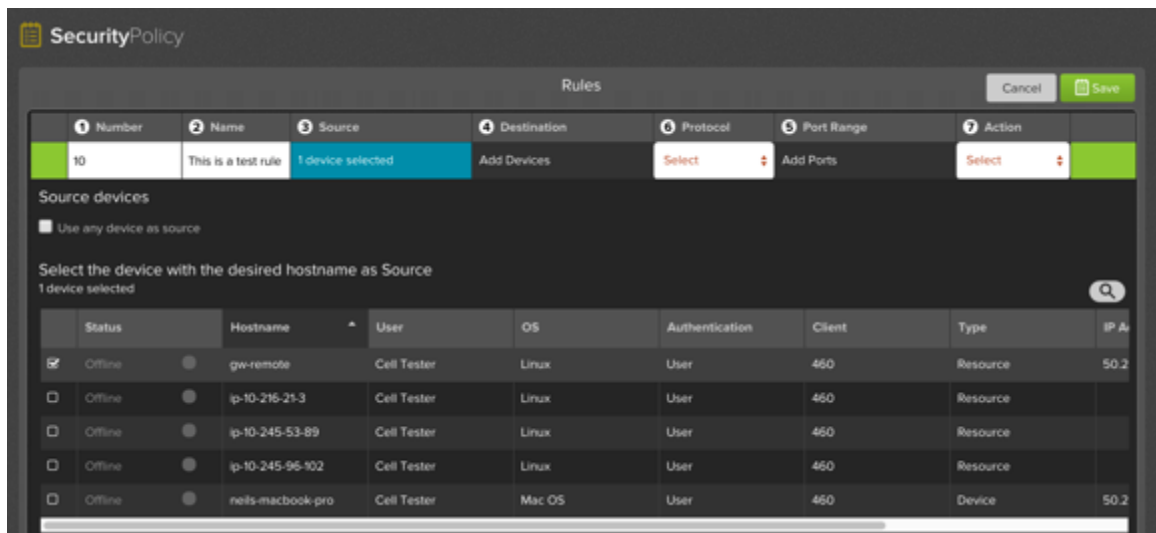 SecurityPolicy
Rules
Cancel Save
1 Number 2 Name 3 Source 4 Destination 6 Protocol 5 Port Range 7 Action
10 This is a test rule 1 device selected Add Devices Select Add Ports Select
Source devices
Use any device as source
Select the device with the desired hostname as Source
1 device selected
Status Hostname User OS Authentication Client Type IP A
Offline gw-remote Cell Tester Linux User 460 Resource 50.2
Offline ip-10-216-21-3 Cell Tester Linux User 460 Resource
Offline ip-10-245-53-89 Cell Tester Linux User 460 Resource
Offline ip-10-245-96-102 Cell Tester Linux User 460 Resource
Offline neils-macbook-pro Cell Tester Mac OS User 460 Device 50.2